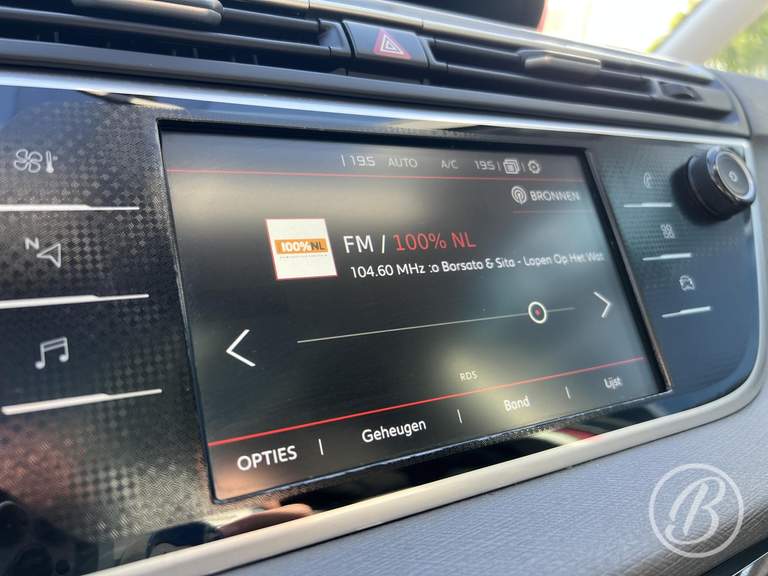 19.5 AUTO A/C 19.5
BRONNEN
100%NL
FM / 100% NL
104.60 MHz :o Borsato & Sita - Lopen Op Het Wat
N
RDS
OPTIES | Geheugen | Band | Lijst
B